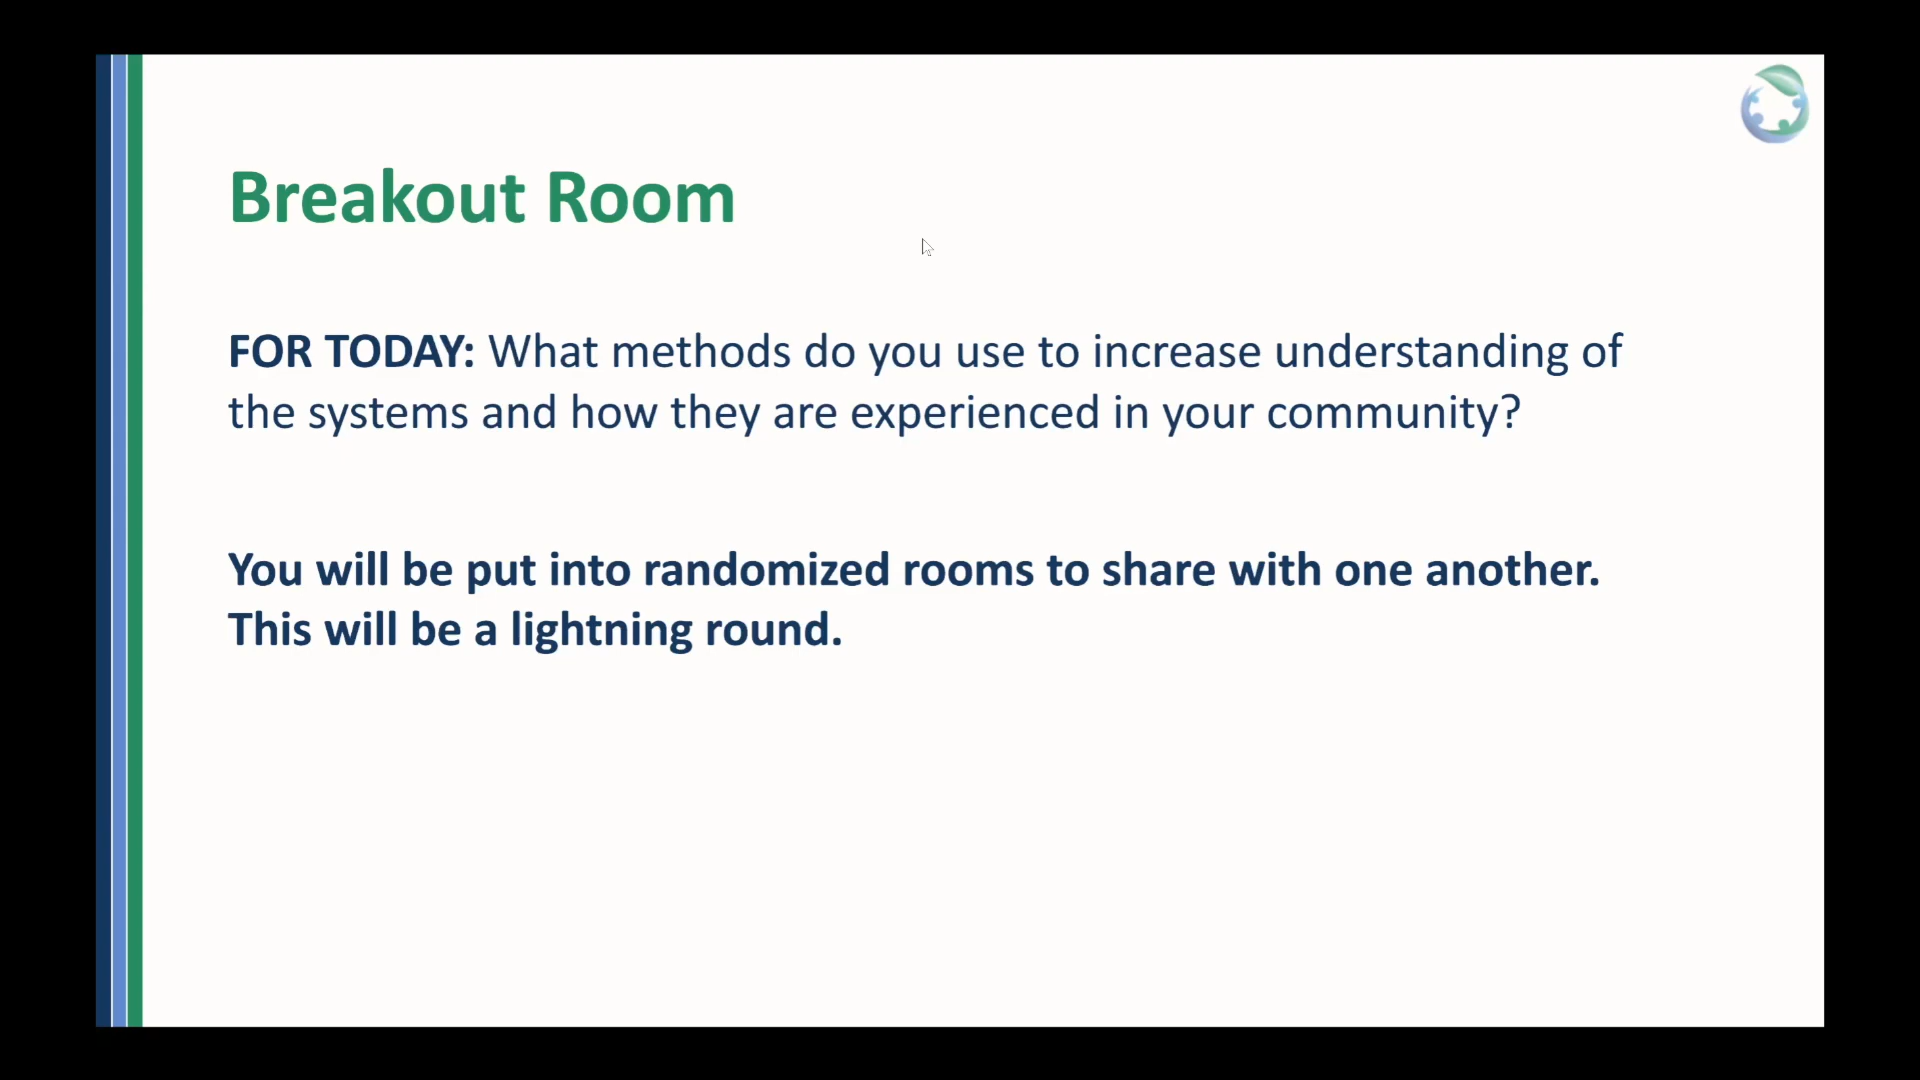 Breakout Room
FOR TODAY: What methods do you use to increase understanding of
the systems and how they are experienced in your community?
You will be put into randomized rooms to share with one another.
This will be a lightning round.